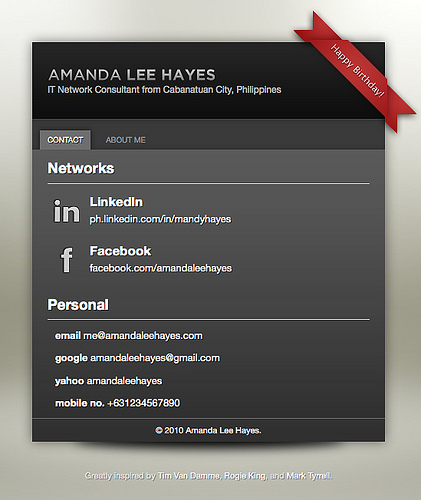 Happy Birthday!
AMANDA LEE HAYES
IT Network Consultant from Cabanatuan City, Philippines
CONTACT ABOUT ME
Networks
in LinkedIn
ph.linkedin.com/in/mandyhayes
f Facebook
facebook.com/amandaleehayes
Personal
email me@amandaleehayes.com
google amandaleehayes@gmail.com
yahoo amandaleehayes
mobile no. +631234567890
© 2010 Amanda Lee Hayes.
Greatly inspired by Tim Van Damme, Rogie King, and Mark Tyrrell.